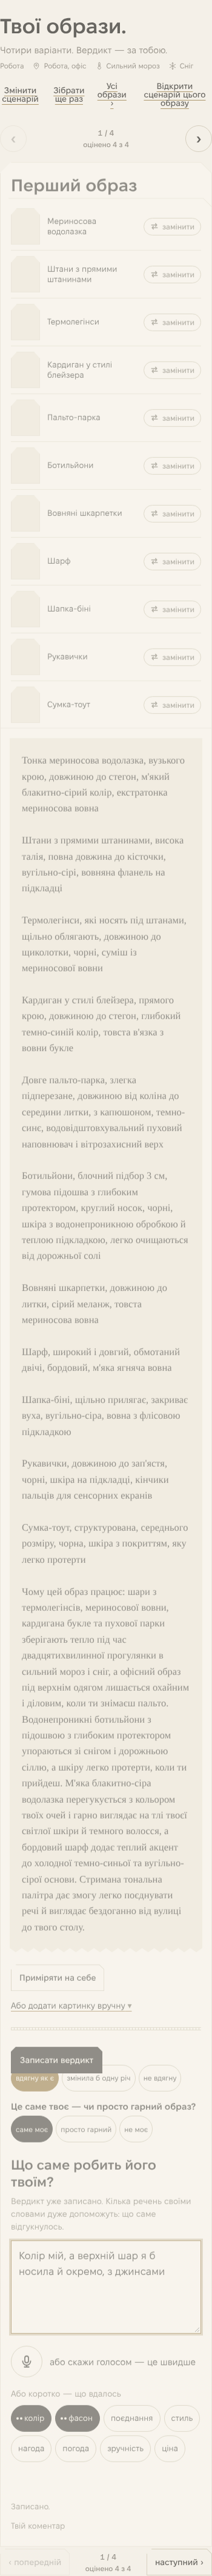 Твої образи.
Чотири варіанти. Вердикт — за тобою.
Робота Робота, офіс Сильний мороз Сніг
Змінити сценарій
Зібрати ще раз
Усі образи ›
Відкрити сценарій цього образу
‹
1 / 4
оцінено 4 з 4
›
Перший образ
Мериносова
водолазка
замінити
Штани з прямими
штанинами
замінити
Термолегінси
замінити
Кардиган у стилі
блейзера
замінити
Пальто-парка
замінити
Ботильйони
замінити
Вовняні шкарпетки
замінити
Шарф
замінити
Шапка-біні
замінити
Рукавички
замінити
Сумка-тоут
замінити
Тонка мериносова водолазка, вузького
крою, довжиною до стегон, м'який
блакитно-сірий колір, екстратонка
мериносова вовна
Штани з прямими штанинами, висока
талія, повна довжина до кісточки,
вугільно-сірі, вовняна фланель на
підкладці
Термолегінси, які носять під штанами,
щільно облягають, довжиною до
щиколотки, чорні, суміш із
мериносової вовни
Кардиган у стилі блейзера, прямого
крою, довжиною до стегон, глибокий
темно-синій колір, товста в'язка з
вовни букле
Довге пальто-парка, злегка
підперезане, довжиною від коліна до
середини литки, з капюшоном, темно-
синє, водовідштовхувальний пуховий
наповнювач і вітрозахисний верх
Ботильйони, блочний підбор 3 см,
гумова підошва з глибоким
протектором, круглий носок, чорні,
шкіра з водонепроникною обробкою й
теплою підкладкою, легко очищаються
від дорожньої солі
Вовняні шкарпетки, довжиною до
литки, сірий меланж, товста
мериносова вовна
Шарф, широкий і довгий, обмотаний
двічі, бордовий, м'яка ягняча вовна
Шапка-біні, щільно прилягає, закриває
вуха, вугільно-сіра, вовна з флісовою
підкладкою
Рукавички, довжиною до зап'ястя,
чорні, шкіра на підкладці, кінчики
пальців для сенсорних екранів
Сумка-тоут, структурована, середнього
розміру, чорна, шкіра з покриттям, яку
легко протерти
Чому цей образ працює: шари з
термолегінсів, мериносової вовни,
кардигана букле та пухової парки
зберігають тепло під час
двадцятихвилинної прогулянки в
сильний мороз і сніг, а офісний образ
під верхнім одягом лишається охайним
і діловим, коли ти знімаєш пальто.
Водонепроникні ботильйони з
підошвою з глибоким протектором
упораються зі снігом і дорожньою
сіллю, а шкіру легко протерти, коли ти
прийдеш. М'яка блакитно-сіра
водолазка перегукується з кольором
твоїх очей і гарно виглядає на тлі твоєї
світлої шкіри й темного волосся, а
бордовий шарф додає теплий акцент
до холодної темно-синьої та вугільно-
сірої основи. Стримана тональна
палітра дає змогу легко поєднувати
речі й виглядає бездоганно від вулиці
до твого столу.
Приміряти на себе
Або додати картинку вручну ▾
Записати вердикт
вдягну як є змінила б одну річ не вдягну
Це саме твоє — чи просто гарний образ?
саме моє просто гарний не моє
Що саме робить його
твоїм?
Вердикт уже записано. Кілька речень своїми
словами дуже допоможуть: що саме
відгукнулось.
Колір мій, а верхній шар я б
носила й окремо, з джинсами
або скажи голосом — це швидше
Або коротко — що вдалось
колір фасон поєднання стиль
нагода погода зручність ціна
Записано.
Твій коментар
‹ попередній
1 / 4
оцінено 4 з 4
наступний ›